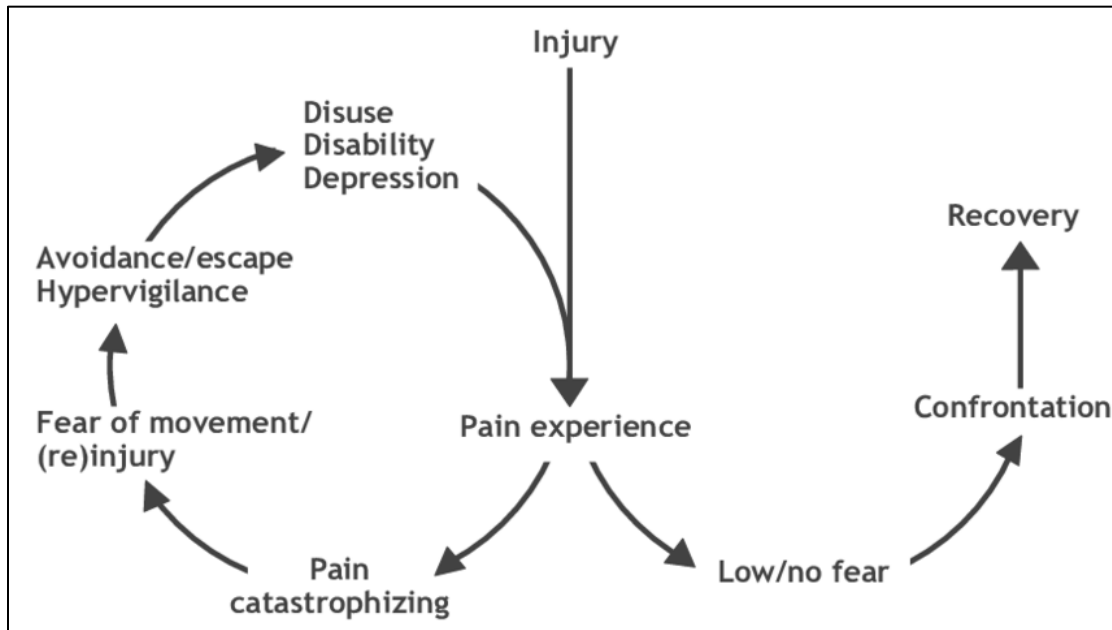 Injury
Disuse
Disability
Depression
Recovery
Avoidance/escape
Hypervigilance
Fear of movement/
(re)injury
Pain experience
Confrontation
Pain
catastrophizing
Low/no fear